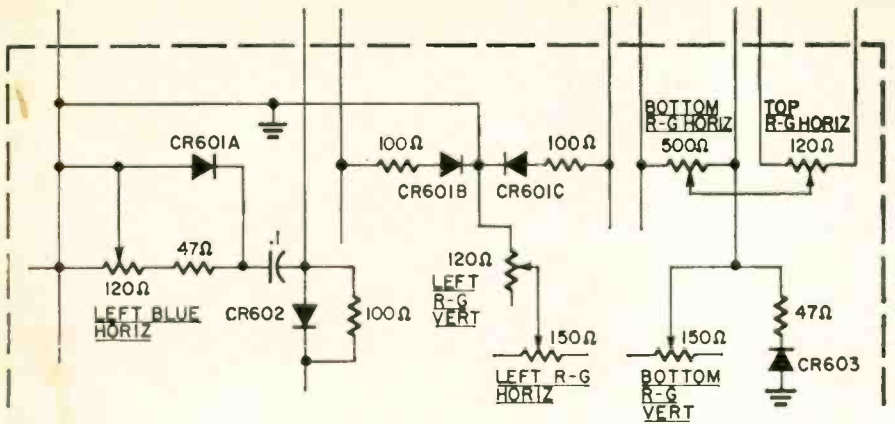 CR601A
100Ω
CR601B
100Ω
CR601C
BOTTOM
R-G HORIZ
500Ω
TOP
R-G HORIZ
120Ω
120Ω
47Ω
.1
LEFT BLUE
HORIZ
CR602
100Ω
120Ω
LEFT
R-G
VERT
150Ω
LEFT R-G
HORIZ
150Ω
BOTTOM
R-G
VERT
47Ω
CR603